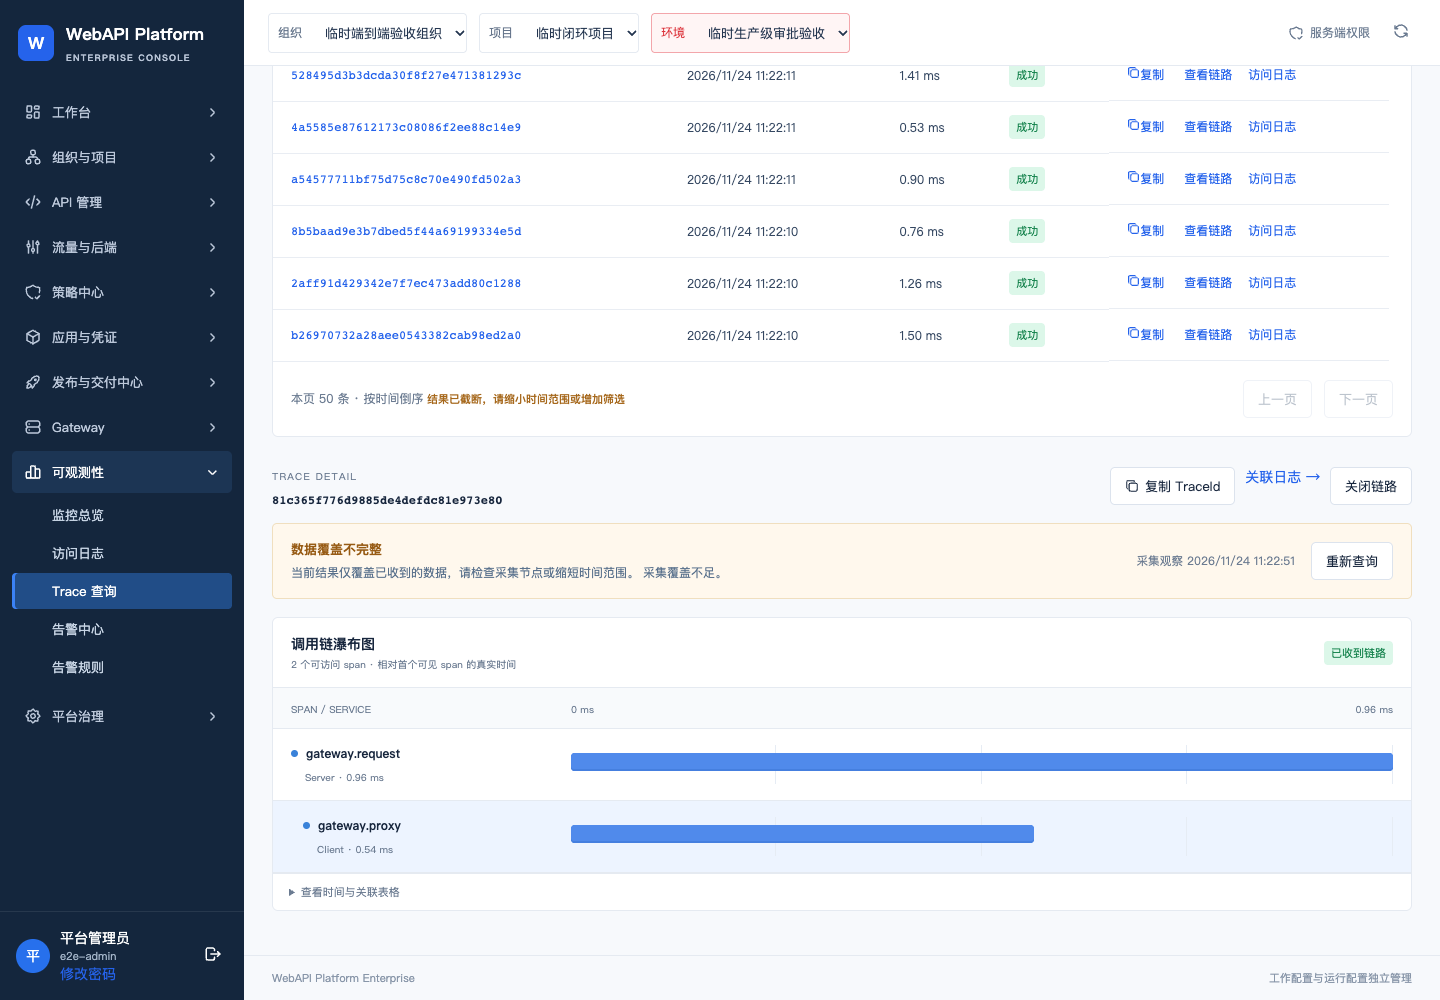 W
WebAPI Platform
ENTERPRISE CONSOLE
工作台
组织与项目
API 管理
流量与后端
策略中心
应用与凭证
发布与交付中心
Gateway
可观测性
监控总览
访问日志
Trace 查询
告警中心
告警规则
平台治理
平
平台管理员
e2e-admin
修改密码
组织 临时端到端验收组织
项目 临时闭环项目
环境 临时生产级审批验收
服务端权限
528495d3b3dcda30f8f27e471381293c 2026/11/24 11:22:11 1.41 ms 成功 复制 查看链路 访问日志
4a5585e87612173c08086f2ee88c14e9 2026/11/24 11:22:11 0.53 ms 成功 复制 查看链路 访问日志
a54577711bf75d75c8c70e490fd502a3 2026/11/24 11:22:11 0.90 ms 成功 复制 查看链路 访问日志
8b5baad9e3b7dbed5f44a69199334e5d 2026/11/24 11:22:10 0.76 ms 成功 复制 查看链路 访问日志
2aff91d429342e7f7ec473add80c1288 2026/11/24 11:22:10 1.26 ms 成功 复制 查看链路 访问日志
b26970732a28aee0543382cab98ed2a0 2026/11/24 11:22:10 1.50 ms 成功 复制 查看链路 访问日志
本页 50 条 · 按时间倒序 结果已截断，请缩小时间范围或增加筛选
上一页 下一页
TRACE DETAIL
81c365f776d9885de4defdc81e973e80
复制 TraceId 关联日志 → 关闭链路
数据覆盖不完整
当前结果仅覆盖已收到的数据，请检查采集节点或缩短时间范围。 采集覆盖不足。
采集观察 2026/11/24 11:22:51 重新查询
调用链瀑布图
2 个可访问 span · 相对首个可见 span 的真实时间
已收到链路
SPAN / SERVICE 0 ms 0.96 ms
gateway.request
Server · 0.96 ms
gateway.proxy
Client · 0.54 ms
▶ 查看时间与关联表格
WebAPI Platform Enterprise
工作配置与运行配置独立管理